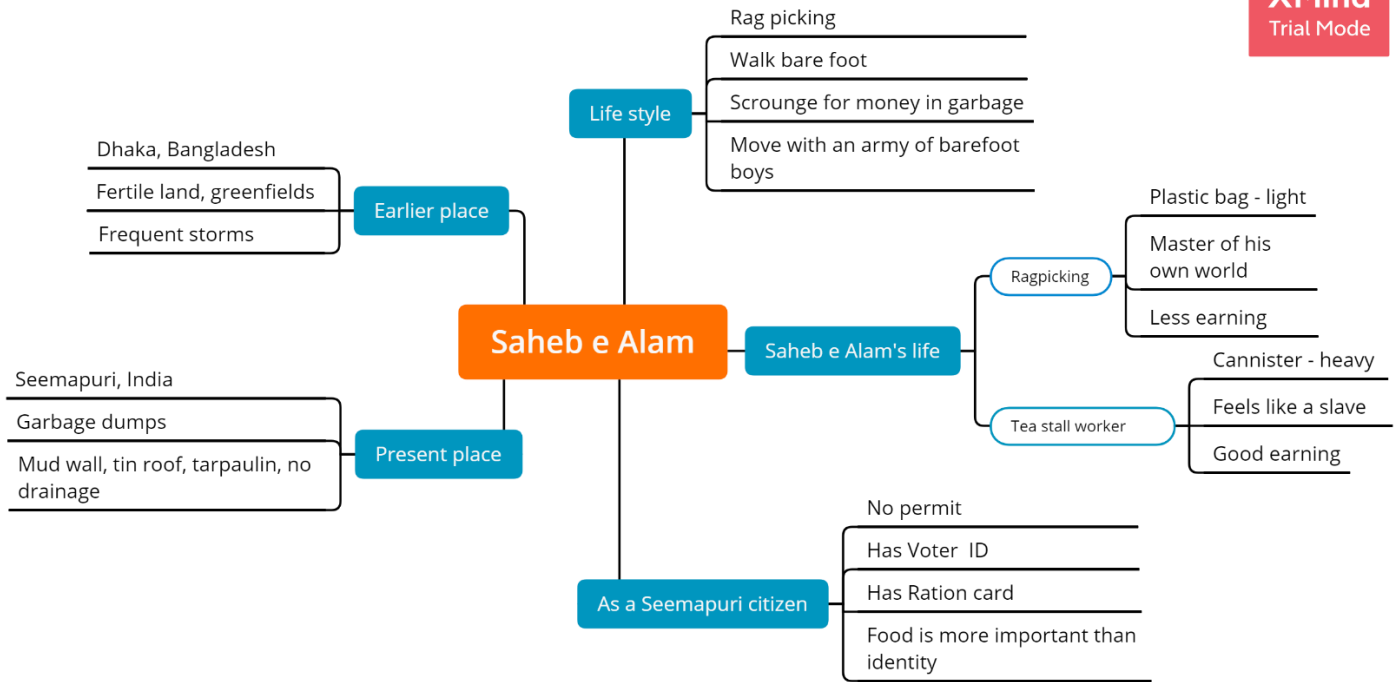 XMind
Trial Mode
Rag picking
Walk bare foot
Life style
Scrounge for money in garbage
Move with an army of barefoot
boys
Dhaka, Bangladesh
Fertile land, greenfields
Earlier place
Frequent storms
Saheb e Alam
Saheb e Alam's life
Ragpicking
Plastic bag - light
Master of his
own world
Less earning
Tea stall worker
Cannister - heavy
Feels like a slave
Good earning
Seemapuri, India
Garbage dumps
Present place
Mud wall, tin roof, tarpaulin, no
drainage
As a Seemapuri citizen
No permit
Has Voter  ID
Has Ration card
Food is more important than
identity